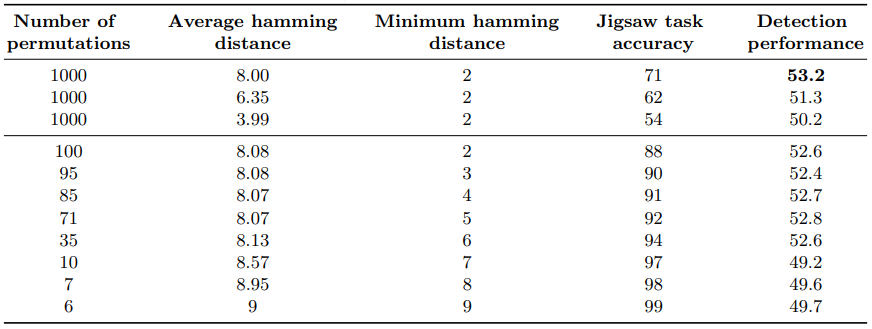 Number of permutations Average hamming distance Minimum hamming distance Jigsaw task accuracy Detection performance
1000 8.00 2 71 53.2
1000 6.35 2 62 51.3
1000 3.99 2 54 50.2
100 8.08 2 88 52.6
95 8.08 3 90 52.4
85 8.07 4 91 52.7
71 8.07 5 92 52.8
35 8.13 6 94 52.6
10 8.57 7 97 49.2
7 8.95 8 98 49.6
6 9 9 99 49.7